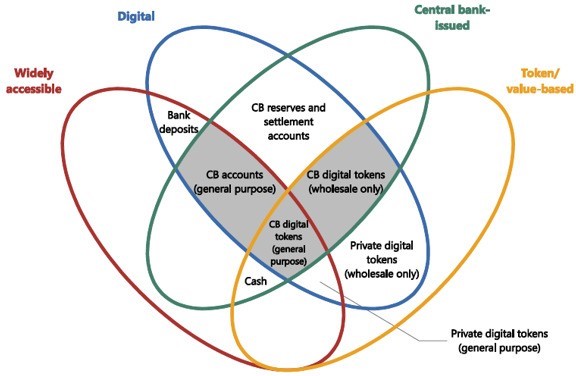 Digital
Central bank-
issued
Widely
accessible
Token/
value-based
Bank
deposits
CB reserves and
settlement
accounts
CB accounts
(general purpose)
CB digital tokens
(wholesale only)
CB digital
tokens
(general
purpose)
Private digital
tokens
(wholesale only)
Cash
Private digital tokens
(general purpose)